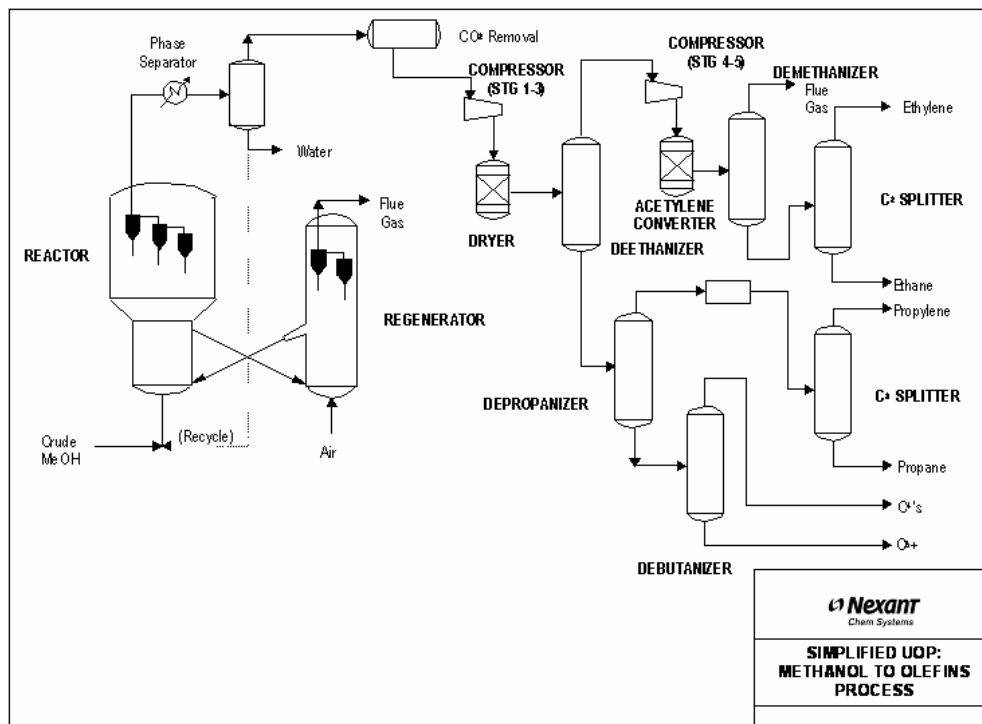 Phase
Separator
CO₂ Removal
COMPRESSOR
(STG 1-3)
COMPRESSOR
(STG 4-5)
DEMETHANIZER
Flue
Gas
Ethylene
Water
Flue
Gas
REACTOR
DRYER
ACETYLENE
CONVERTER
C₂ SPLITTER
DEETHANIZER
Ethane
Propylene
REGENERATOR
DEPROPANIZER
C₃ SPLITTER
Crude
MeOH
(Recycle)
Air
Propane
C₄'s
C₅+
DEBUTANIZER
Nexant
Chem Systems
SIMPLIFIED UOP:
METHANOL TO OLEFINS
PROCESS